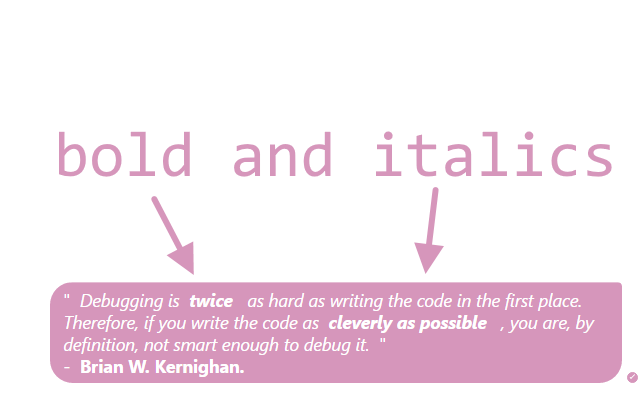 bold and italics
" Debugging is twice as hard as writing the code in the first place.
Therefore, if you write the code as cleverly as possible , you are, by
definition, not smart enough to debug it. "
- Brian W. Kernighan.